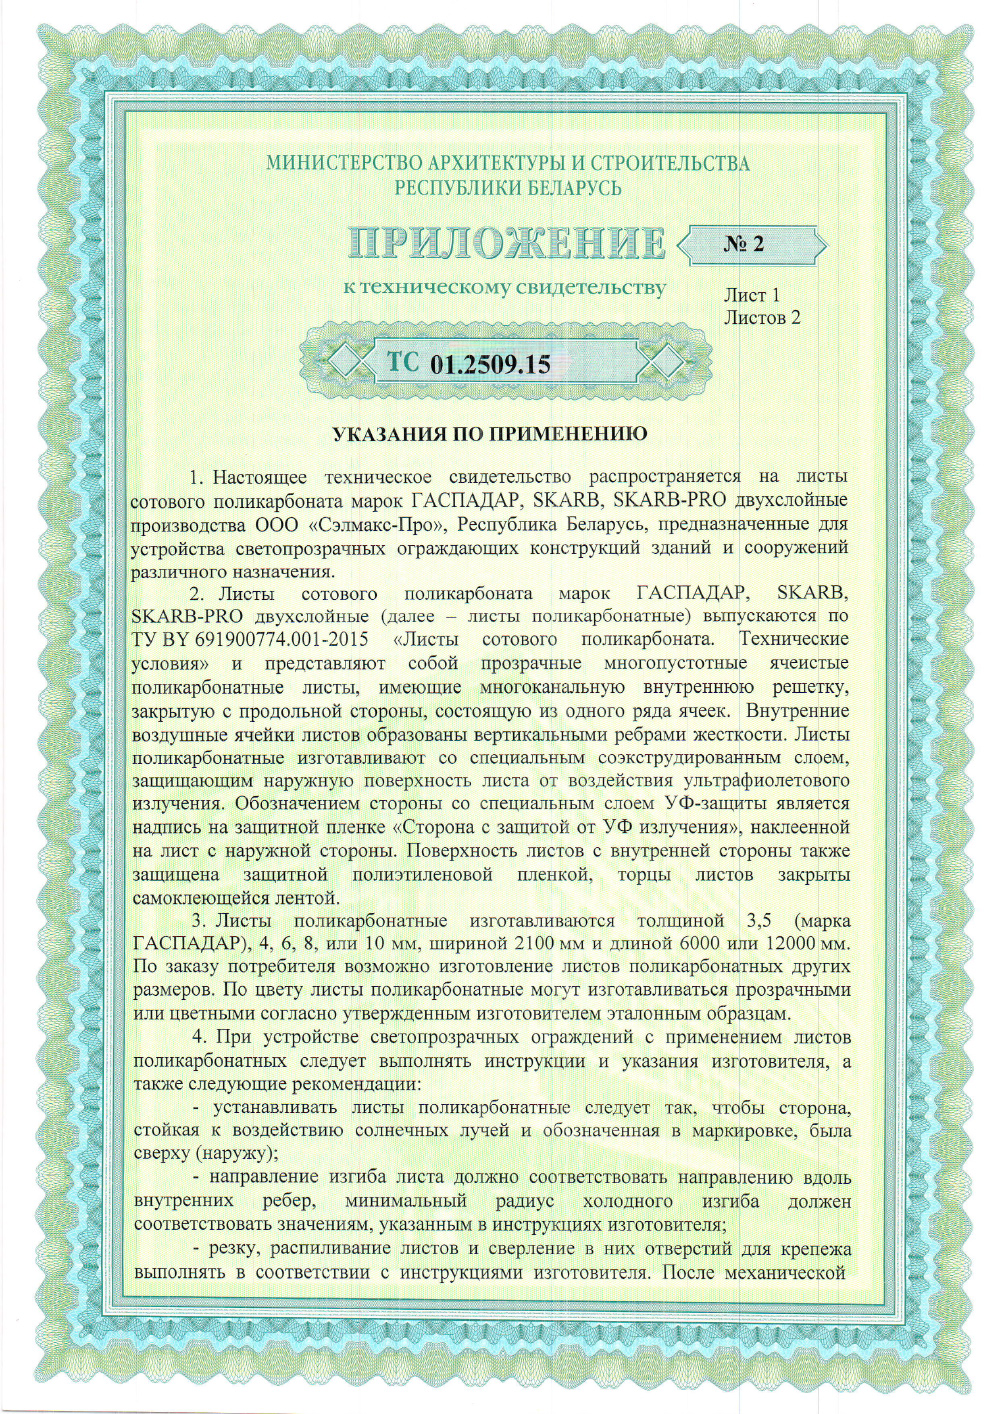 МИНИСТЕРСТВО АРХИТЕКТУРЫ И СТРОИТЕЛЬСТВА
РЕСПУБЛИКИ БЕЛАРУСЬ
ПРИЛОЖЕНИЕ № 2
к техническому свидетельству
Лист 1
Листов 2
ТС 01.2509.15
УКАЗАНИЯ ПО ПРИМЕНЕНИЮ
1. Настоящее техническое свидетельство распространяется на листы
сотового поликарбоната марок ГАСПАДАР, SKARB, SKARB-PRO двухслойные
производства ООО «Сэлмакс-Про», Республика Беларусь, предназначенные для
устройства светопрозрачных ограждающих конструкций зданий и сооружений
различного назначения.
2. Листы сотового поликарбоната марок ГАСПАДАР, SKARB,
SKARB-PRO двухслойные (далее – листы поликарбонатные) выпускаются по
ТУ BY 691900774.001-2015 «Листы сотового поликарбоната. Технические
условия» и представляют собой прозрачные многопустотные ячеистые
поликарбонатные листы, имеющие многоканальную внутреннюю решетку,
закрытую с продольной стороны, состоящую из одного ряда ячеек. Внутренние
воздушные ячейки листов образованы вертикальными ребрами жесткости. Листы
поликарбонатные изготавливают со специальным соэкструдированным слоем,
защищающим наружную поверхность листа от воздействия ультрафиолетового
излучения. Обозначением стороны со специальным слоем УФ-защиты является
надпись на защитной пленке «Сторона с защитой от УФ излучения», наклеенной
на лист с наружной стороны. Поверхность листов с внутренней стороны также
защищена защитной полиэтиленовой пленкой, торцы листов закрыты
самоклеющейся лентой.
3. Листы поликарбонатные изготавливаются толщиной 3,5 (марка
ГАСПАДАР), 4, 6, 8, или 10 мм, шириной 2100 мм и длиной 6000 или 12000 мм.
По заказу потребителя возможно изготовление листов поликарбонатных других
размеров. По цвету листы поликарбонатные могут изготавливаться прозрачными
или цветными согласно утвержденным изготовителем эталонным образцам.
4. При устройстве светопрозрачных ограждений с применением листов
поликарбонатных следует выполнять инструкции и указания изготовителя, а
также следующие рекомендации:
- устанавливать листы поликарбонатные следует так, чтобы сторона,
стойкая к воздействию солнечных лучей и обозначенная в маркировке, была
сверху (наружу);
- направление изгиба листа должно соответствовать направлению вдоль
внутренних ребер, минимальный радиус холодного изгиба должен
соответствовать значениям, указанным в инструкциях изготовителя;
- резку, распиливание листов и сверление в них отверстий для крепежа
выполнять в соответствии с инструкциями изготовителя. После механической